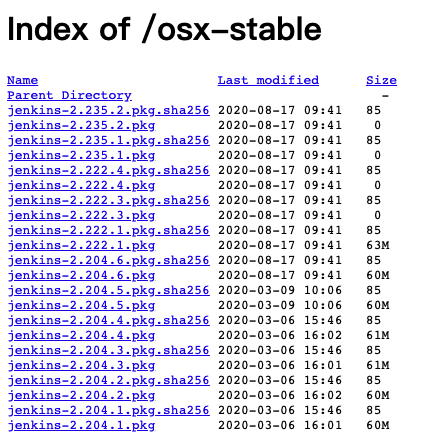 Index of /osx-stable
Name Last modified Size
Parent Directory -
jenkins-2.235.2.pkg.sha256 2020-08-17 09:41 85
jenkins-2.235.2.pkg 2020-08-17 09:41 0
jenkins-2.235.1.pkg.sha256 2020-08-17 09:41 85
jenkins-2.235.1.pkg 2020-08-17 09:41 0
jenkins-2.222.4.pkg.sha256 2020-08-17 09:41 85
jenkins-2.222.4.pkg 2020-08-17 09:41 0
jenkins-2.222.3.pkg.sha256 2020-08-17 09:41 85
jenkins-2.222.3.pkg 2020-08-17 09:41 0
jenkins-2.222.1.pkg.sha256 2020-08-17 09:41 85
jenkins-2.222.1.pkg 2020-08-17 09:41 63M
jenkins-2.204.6.pkg.sha256 2020-08-17 09:41 85
jenkins-2.204.6.pkg 2020-08-17 09:41 60M
jenkins-2.204.5.pkg.sha256 2020-03-09 10:06 85
jenkins-2.204.5.pkg 2020-03-09 10:06 60M
jenkins-2.204.4.pkg.sha256 2020-03-06 15:46 85
jenkins-2.204.4.pkg 2020-03-06 16:02 61M
jenkins-2.204.3.pkg.sha256 2020-03-06 15:46 85
jenkins-2.204.3.pkg 2020-03-06 16:01 61M
jenkins-2.204.2.pkg.sha256 2020-03-06 15:46 85
jenkins-2.204.2.pkg 2020-03-06 16:02 60M
jenkins-2.204.1.pkg.sha256 2020-03-06 15:46 85
jenkins-2.204.1.pkg 2020-03-06 16:01 60M